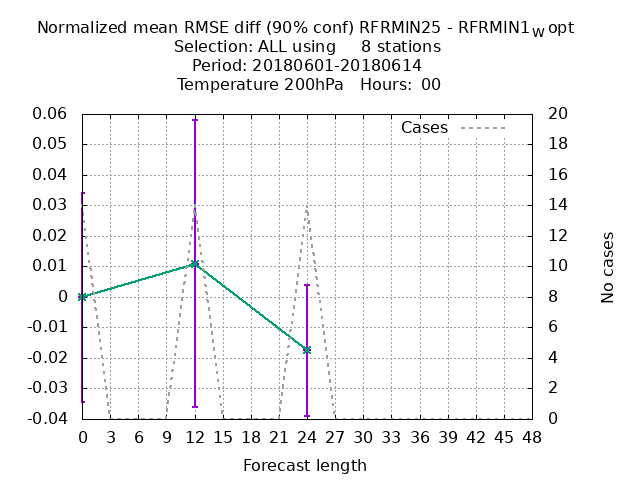 Normalized mean RMSE diff (90% conf) RFRMIN25 - RFRMIN1wopt
Selection: ALL using     8 stations
Period: 20180601-20180614
Temperature 200hPa   Hours: 00
Cases
0.06
0.05
0.04
0.03
0.02
0.01
0
-0.01
-0.02
-0.03
-0.04
20
18
16
14
12
10
8
6
4
2
0
No cases
0 3 6 9 12 15 18 21 24 27 30 33 36 39 42 45 48
Forecast length